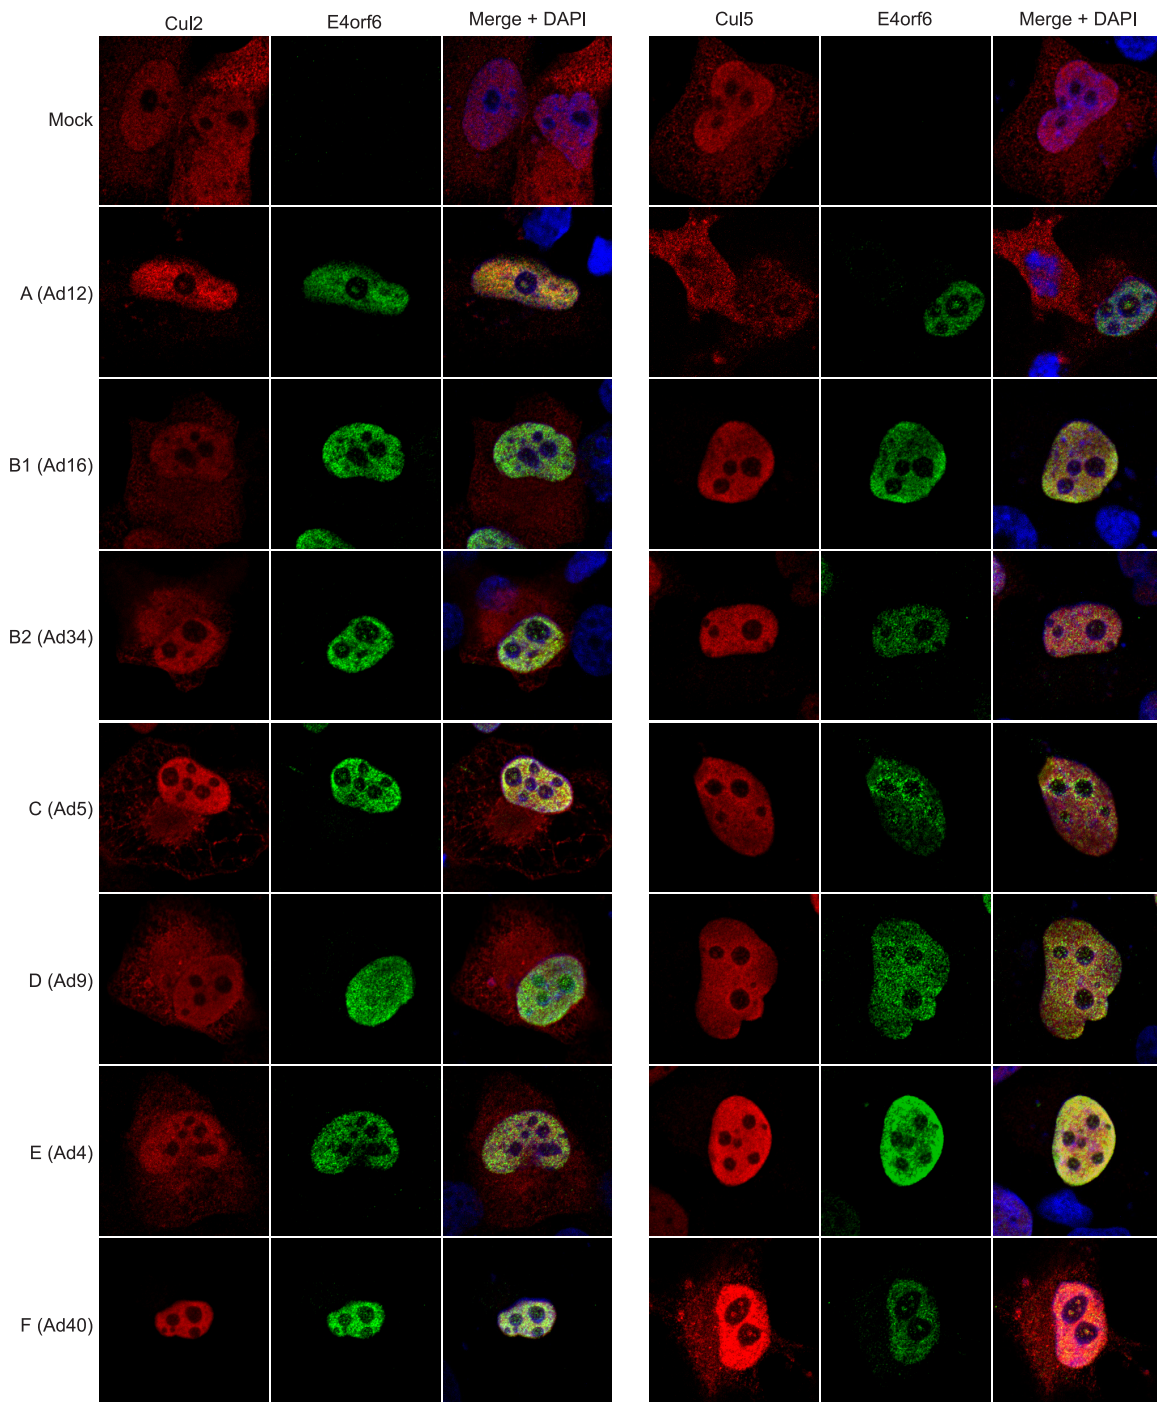 Cul2 E4orf6 Merge + DAPI Cul5 E4orf6 Merge + DAPI
Mock
A (Ad12)
B1 (Ad16)
B2 (Ad34)
C (Ad5)
D (Ad9)
E (Ad4)
F (Ad40)